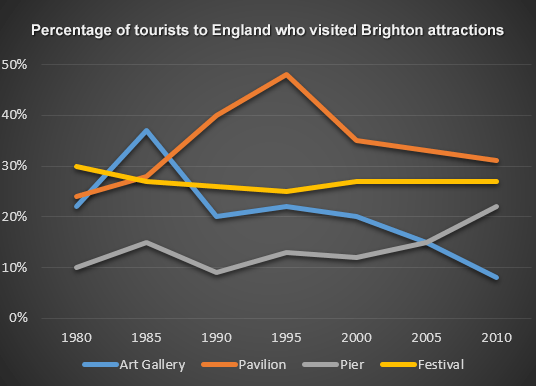 Percentage of tourists to England who visited Brighton attractions
50%
40%
30%
20%
10%
0%
1980 1985 1990 1995 2000 2005 2010
Art Gallery Pavilion Pier Festival